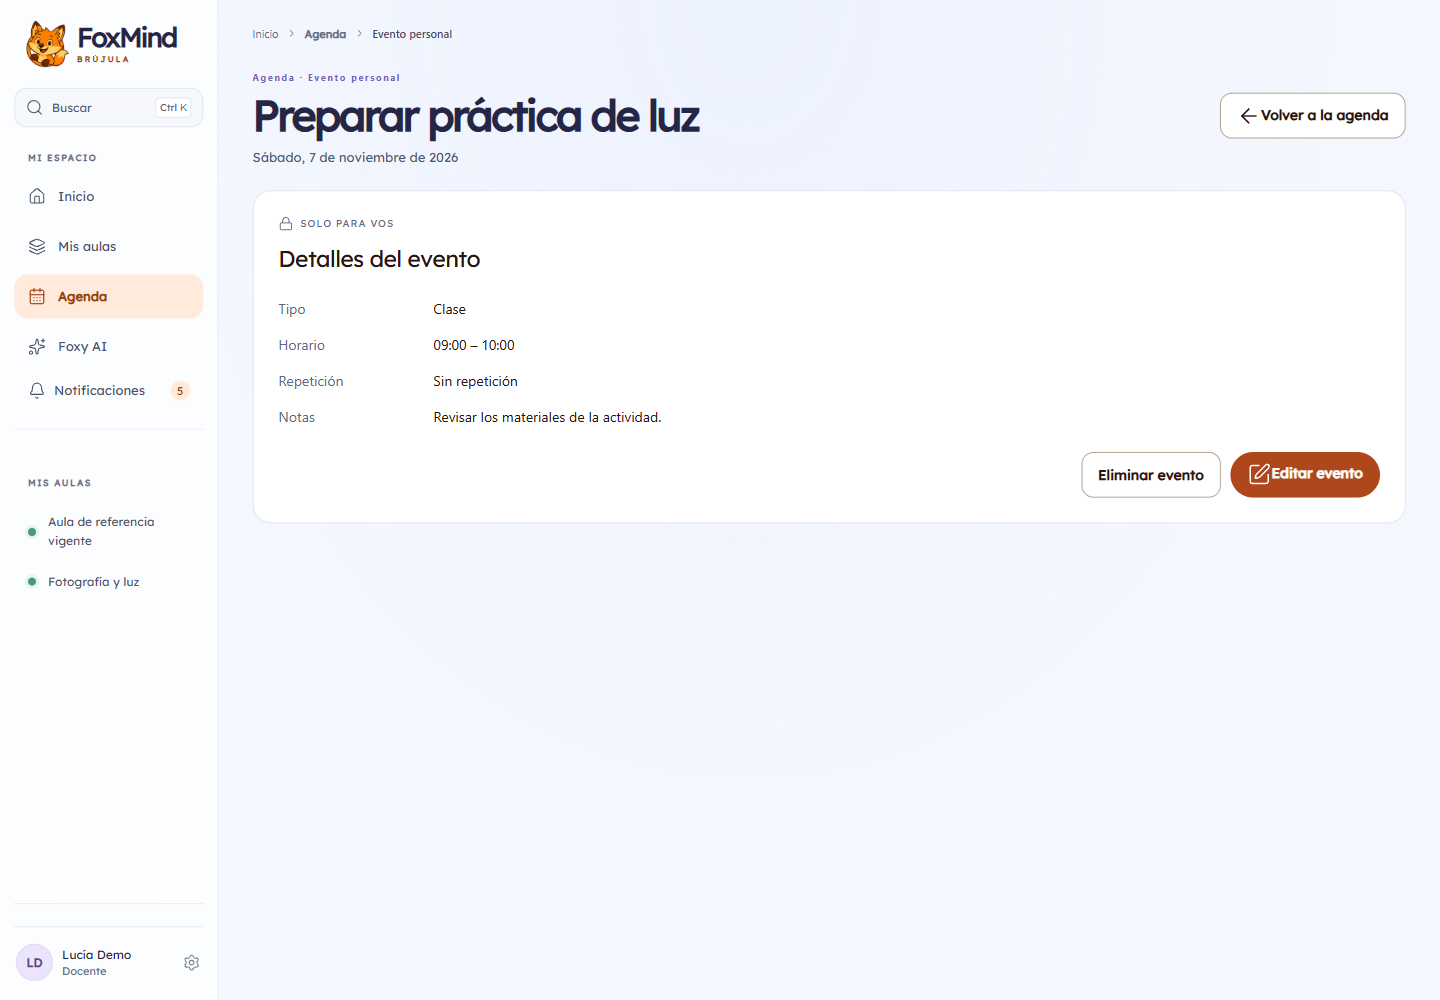 FoxMind
BRÚJULA
Buscar
Ctrl K
MI ESPACIO
Inicio
Mis aulas
Agenda
Foxy AI
Notificaciones
5
MIS AULAS
Aula de referencia
vigente
Fotografía y luz
LD
Lucía Demo
Docente
Inicio > Agenda > Evento personal
Agenda · Evento personal
Preparar práctica de luz
Sábado, 7 de noviembre de 2026
Volver a la agenda
SOLO PARA VOS
Detalles del evento
Tipo Clase
Horario 09:00 – 10:00
Repetición Sin repetición
Notas Revisar los materiales de la actividad.
Eliminar evento
Editar evento